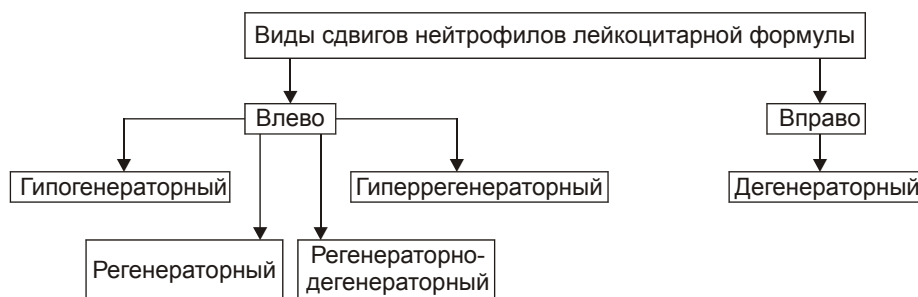 Виды сдвигов нейтрофилов лейкоцитарной формулы
Влево
Вправо
Гипогенераторный
Гиперрегенераторный
Дегенераторный
Регенераторный
Регенераторно-
дегенераторный